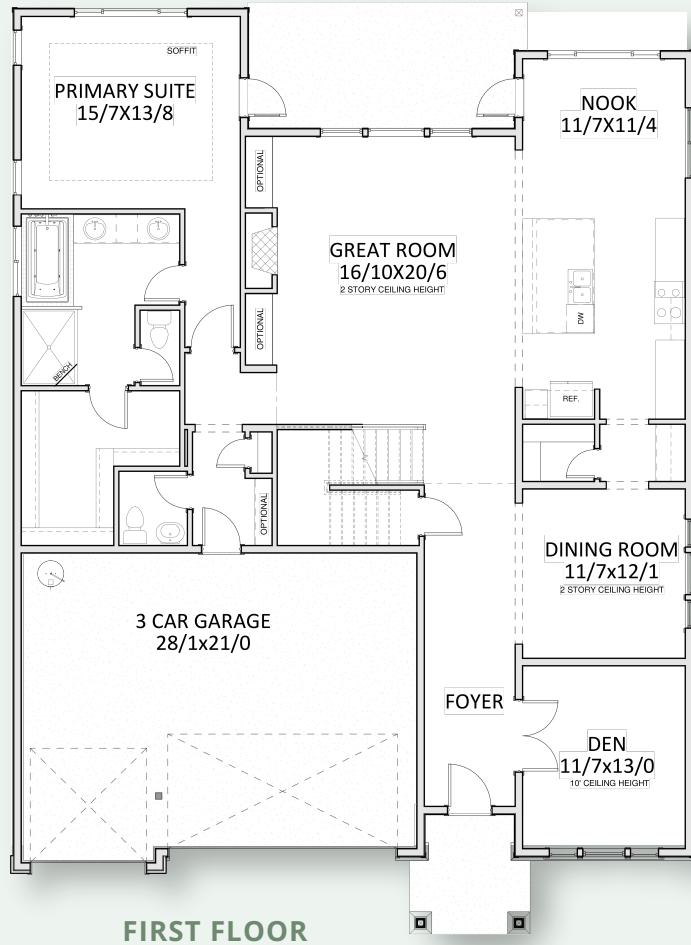 SOFFIT
PRIMARY SUITE
15/7X13/8
NOOK
11/7X11/4
OPTIONAL
GREAT ROOM
16/10X20/6
2 STORY CEILING HEIGHT
OPTIONAL
DW
BENCH
REF.
OPTIONAL
DINING ROOM
11/7x12/1
2 STORY CEILING HEIGHT
3 CAR GARAGE
28/1x21/0
FOYER
DEN
11/7x13/0
10' CEILING HEIGHT
FIRST FLOOR